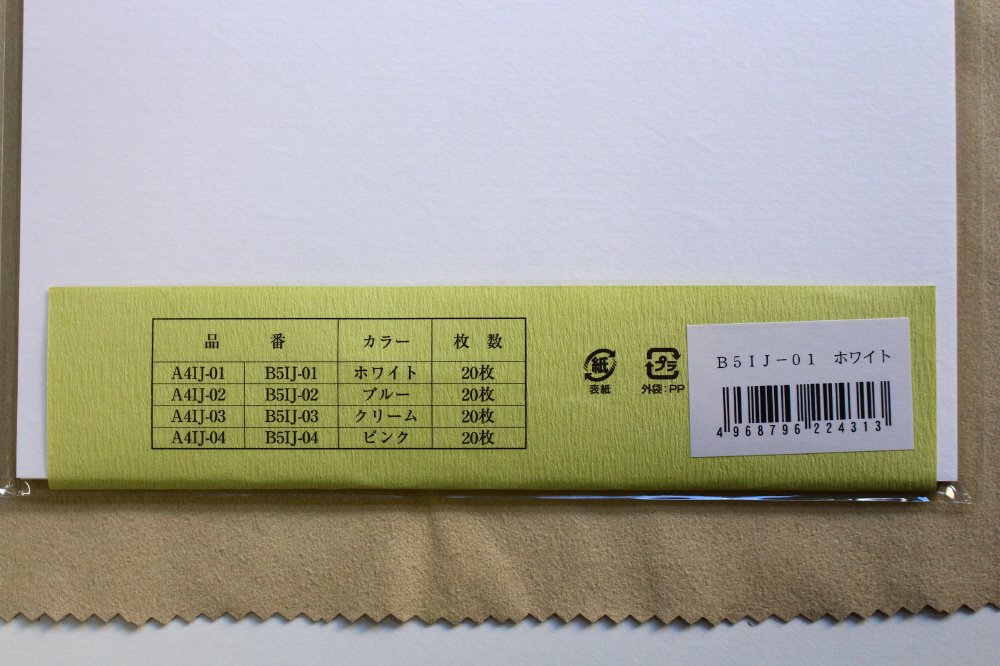 品 番 カラー 枚 数
A4IJ-01 B5IJ-01 ホワイト 20枚
A4IJ-02 B5IJ-02 ブルー 20枚
A4IJ-03 B5IJ-03 クリーム 20枚
A4IJ-04 B5IJ-04 ピンク 20枚
紙
表紙
プラ
外袋:PP
B5IJ-01 ホワイト
4968796224313